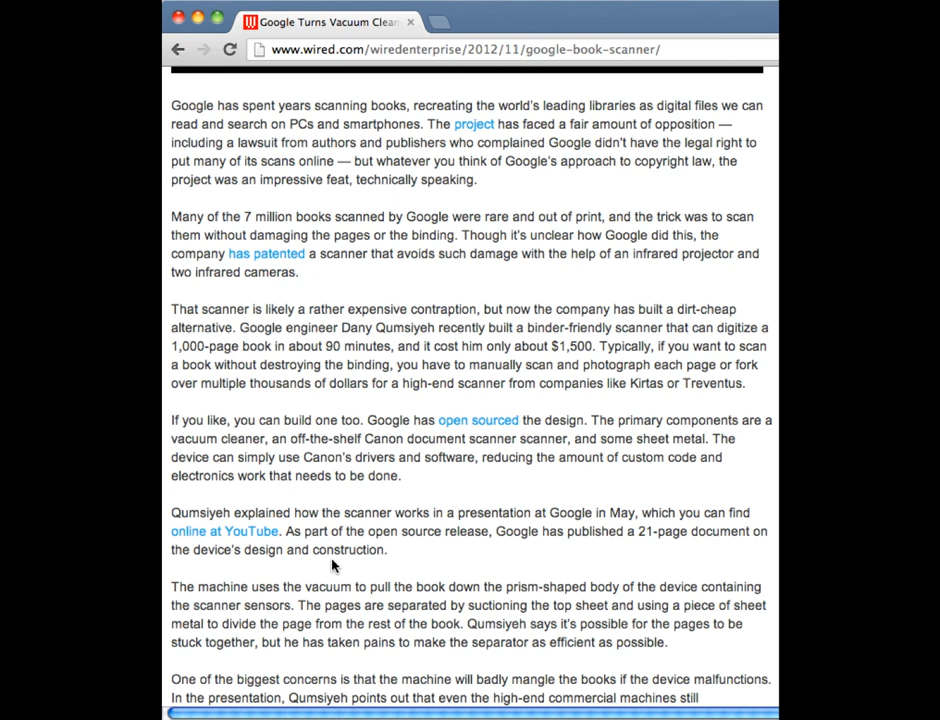 Google Turns Vacuum Clean
www.wired.com/wiredenterprise/2012/11/google-book-scanner/
Google has spent years scanning books, recreating the world's leading libraries as digital files we can
read and search on PCs and smartphones. The project has faced a fair amount of opposition —
including a lawsuit from authors and publishers who complained Google didn't have the legal right to
put many of its scans online — but whatever you think of Google's approach to copyright law, the
project was an impressive feat, technically speaking.
Many of the 7 million books scanned by Google were rare and out of print, and the trick was to scan
them without damaging the pages or the binding. Though it's unclear how Google did this, the
company has patented a scanner that avoids such damage with the help of an infrared projector and
two infrared cameras.
That scanner is likely a rather expensive contraption, but now the company has built a dirt-cheap
alternative. Google engineer Dany Qumsiyeh recently built a binder-friendly scanner that can digitize a
1,000-page book in about 90 minutes, and it cost him only about $1,500. Typically, if you want to scan
a book without destroying the binding, you have to manually scan and photograph each page or fork
over multiple thousands of dollars for a high-end scanner from companies like Kirtas or Treventus.
If you like, you can build one too. Google has open sourced the design. The primary components are a
vacuum cleaner, an off-the-shelf Canon document scanner scanner, and some sheet metal. The
device can simply use Canon's drivers and software, reducing the amount of custom code and
electronics work that needs to be done.
Qumsiyeh explained how the scanner works in a presentation at Google in May, which you can find
online at YouTube. As part of the open source release, Google has published a 21-page document on
the device's design and construction.
The machine uses the vacuum to pull the book down the prism-shaped body of the device containing
the scanner sensors. The pages are separated by suctioning the top sheet and using a piece of sheet
metal to divide the page from the rest of the book. Qumsiyeh says it's possible for the pages to be
stuck together, but he has taken pains to make the separator as efficient as possible.
One of the biggest concerns is that the machine will badly mangle the books if the device malfunctions.
In the presentation, Qumsiyeh points out that even the high-end commercial machines still